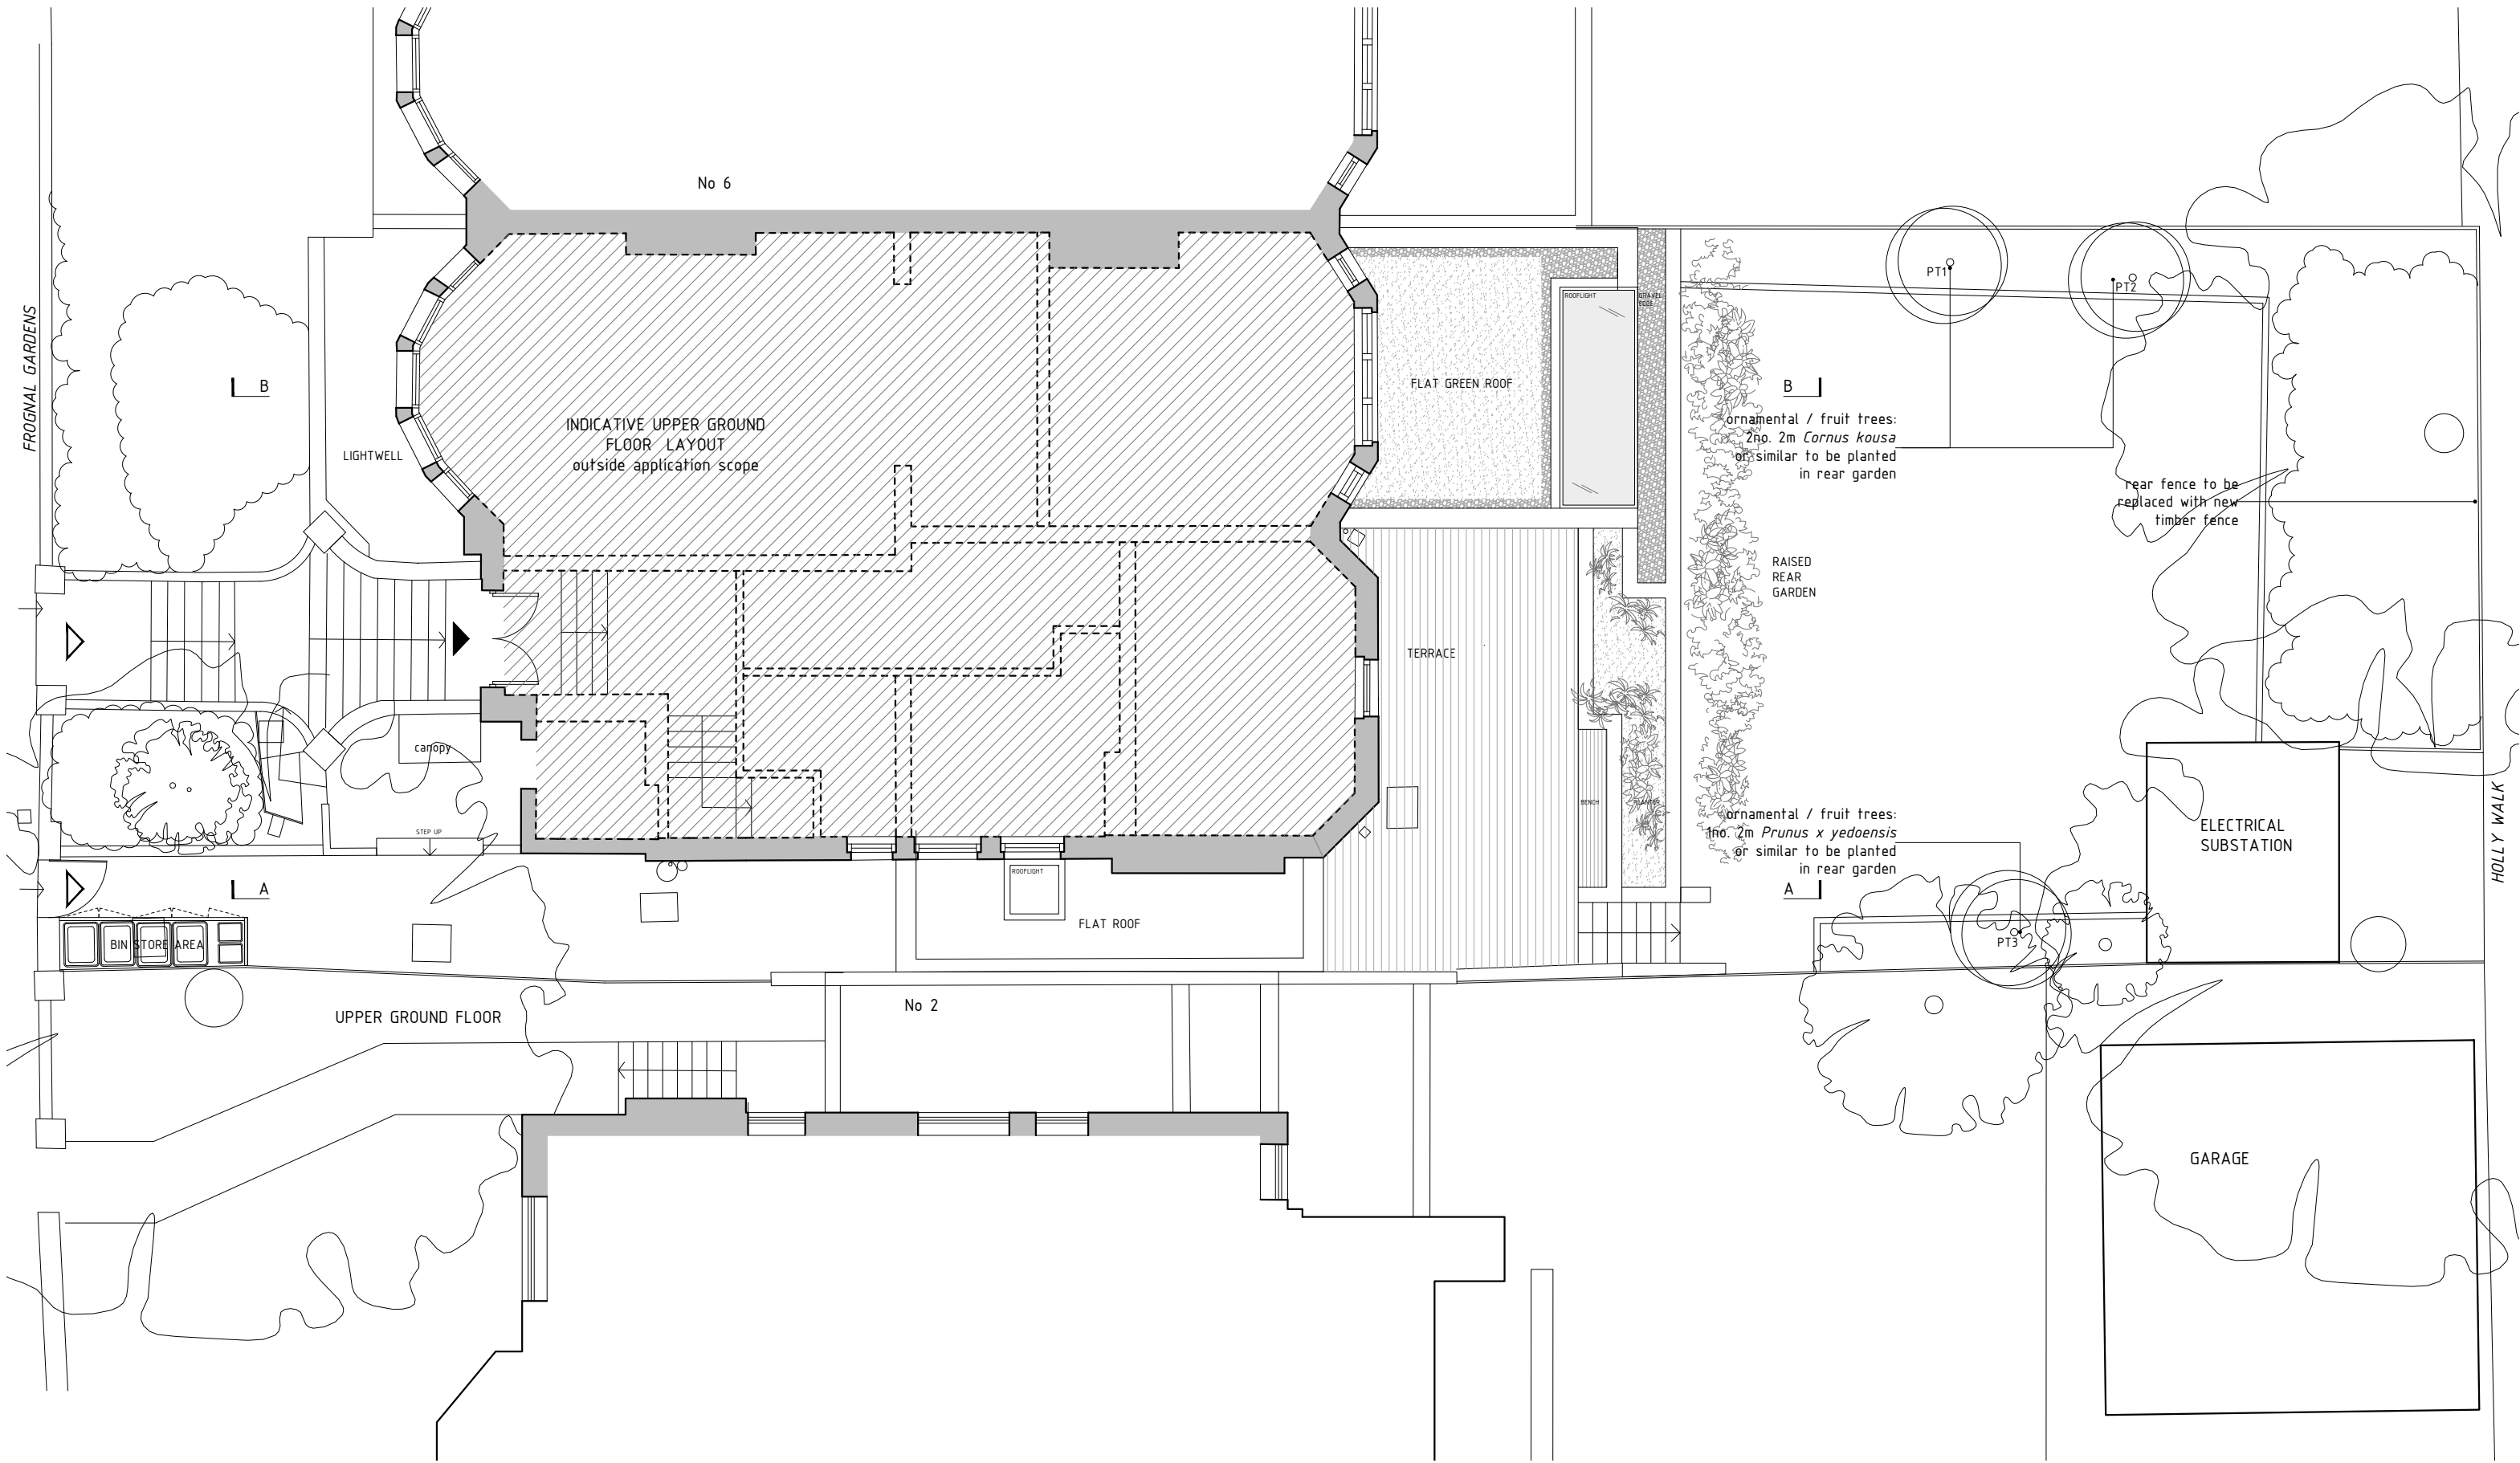 No 6
FROGNAL GARDENS
B
LIGHTWELL
INDICATIVE UPPER GROUND
FLOOR LAYOUT
outside application scope
FLAT GREEN ROOF
ROOFLIGHT
GRAVEL
EDGE
PT1
PT2
B
ornamental / fruit trees:
2no. 2m Cornus kousa
or similar to be planted
in rear garden
rear fence to be
replaced with new
timber fence
RAISED
REAR
GARDEN
TERRACE
canopy
STEP UP
BENCH
PLANTER
ornamental / fruit trees:
1no. 2m Prunus x yedoensis
or similar to be planted
in rear garden
ELECTRICAL
SUBSTATION
HOLLY WALK
A
A
BIN STORE AREA
ROOFLIGHT
FLAT ROOF
PT3
UPPER GROUND FLOOR
No 2
GARAGE